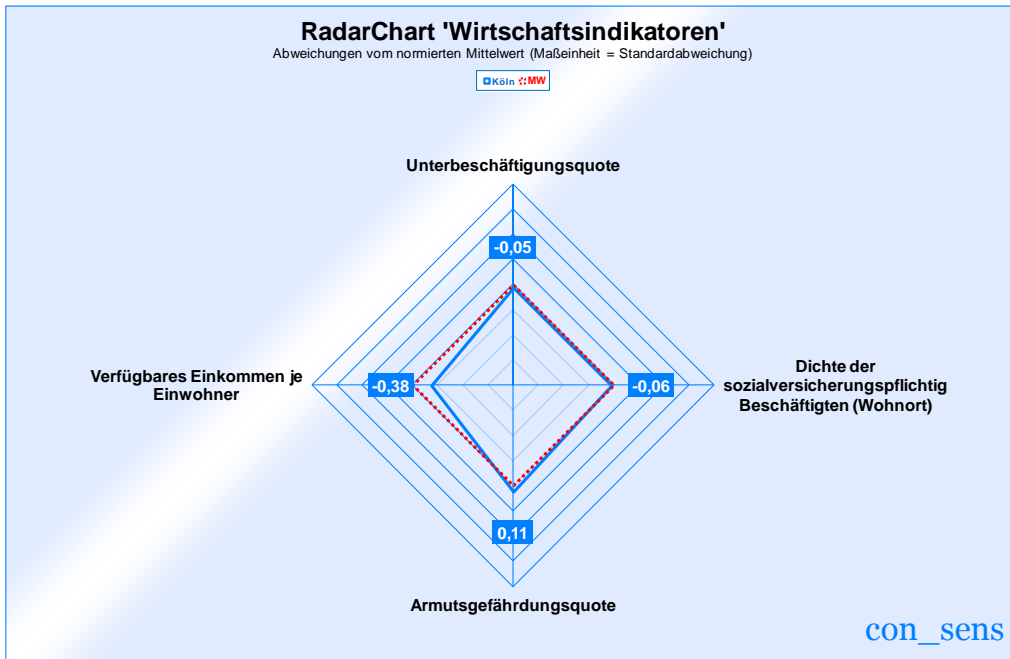 RadarChart 'Wirtschaftsindikatoren'
Abweichungen vom normierten Mittelwert (Maßeinheit = Standardabweichung)
Köln MW
Unterbeschäftigungsquote
-0,05
Verfügbares Einkommen je
Einwohner
-0,38
-0,06
Dichte der
sozialversicherungspflichtig
Beschäftigten (Wohnort)
0,11
Armutsgefährdungsquote
con_sens